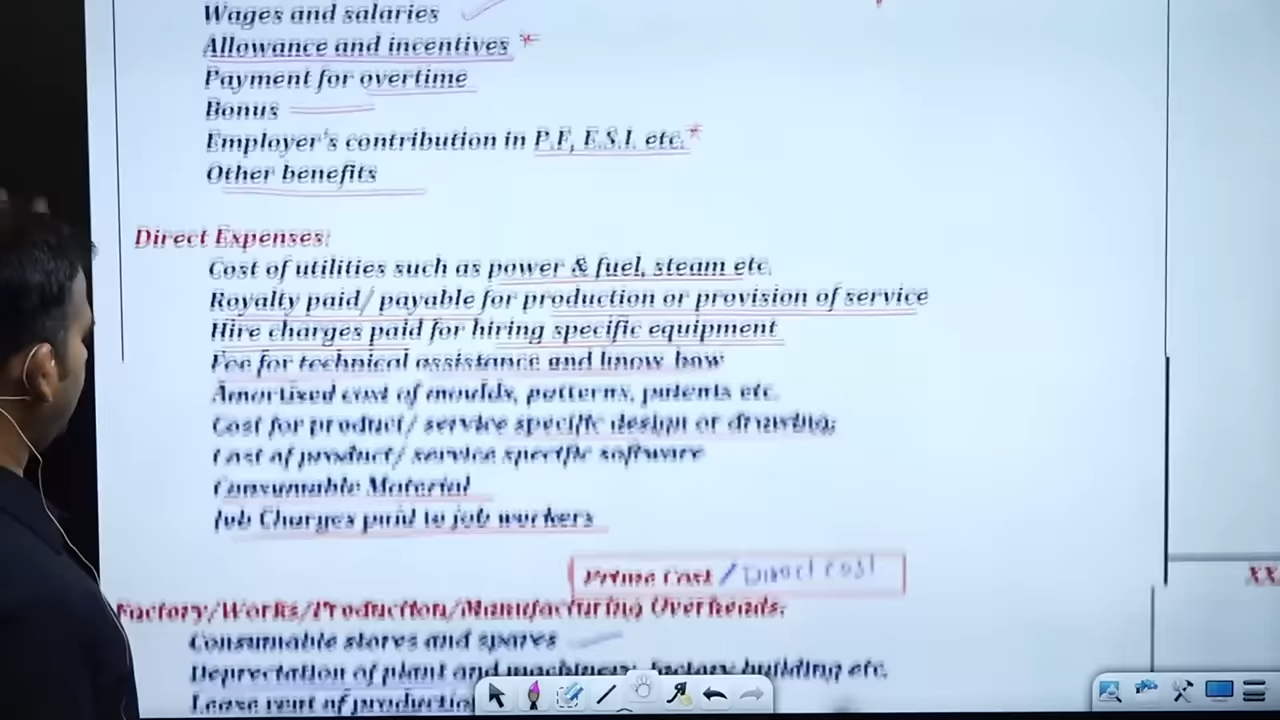 Wages and salaries
Allowance and incentives *
Payment for overtime
Bonus
Employer's contribution in P.F, E.S.I. etc.*
Other benefits
Direct Expenses:
Cost of utilities such as power & fuel, steam etc.
Royalty paid/ payable for production or provision of service
Hire charges paid for hiring specific equipment
Fee for technical assistance and know how
Amortized cost of moulds, patterns, patents etc.
Cost for product/ service specific design or drawing;
Cost of product/ service specific software
Consumable Material
Job Charges paid to job workers
Prime Cost / Direct cost
XX
Factory/Works/Production/Manufacturing Overheads:
Consumable stores and spares
Depreciation of plant and machinery, factory building etc.
Lease rent of production